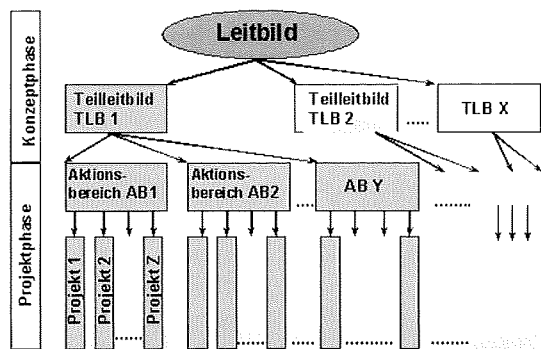 Leitbild
Konzeptphase
Teilleitbild
TLB 1
Teilleitbild
TLB 2
.....
TLB X
Projektphase
Aktions-
bereich AB1
Aktions-
bereich AB2
AB Y
Projekt 1
Projekt 2
Projekt Z